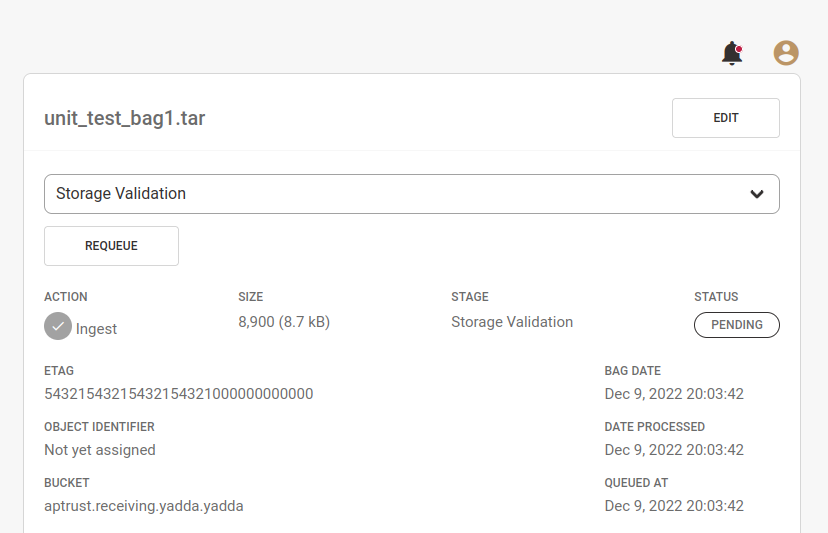 unit_test_bag1.tar
EDIT
Storage Validation
REQUEUE
ACTION SIZE STAGE STATUS
Ingest 8,900 (8.7 kB) Storage Validation PENDING
ETAG BAG DATE
54321543215432154321000000000000 Dec 9, 2022 20:03:42
OBJECT IDENTIFIER DATE PROCESSED
Not yet assigned Dec 9, 2022 20:03:42
BUCKET QUEUED AT
aptrust.receiving.yadda.yadda Dec 9, 2022 20:03:42